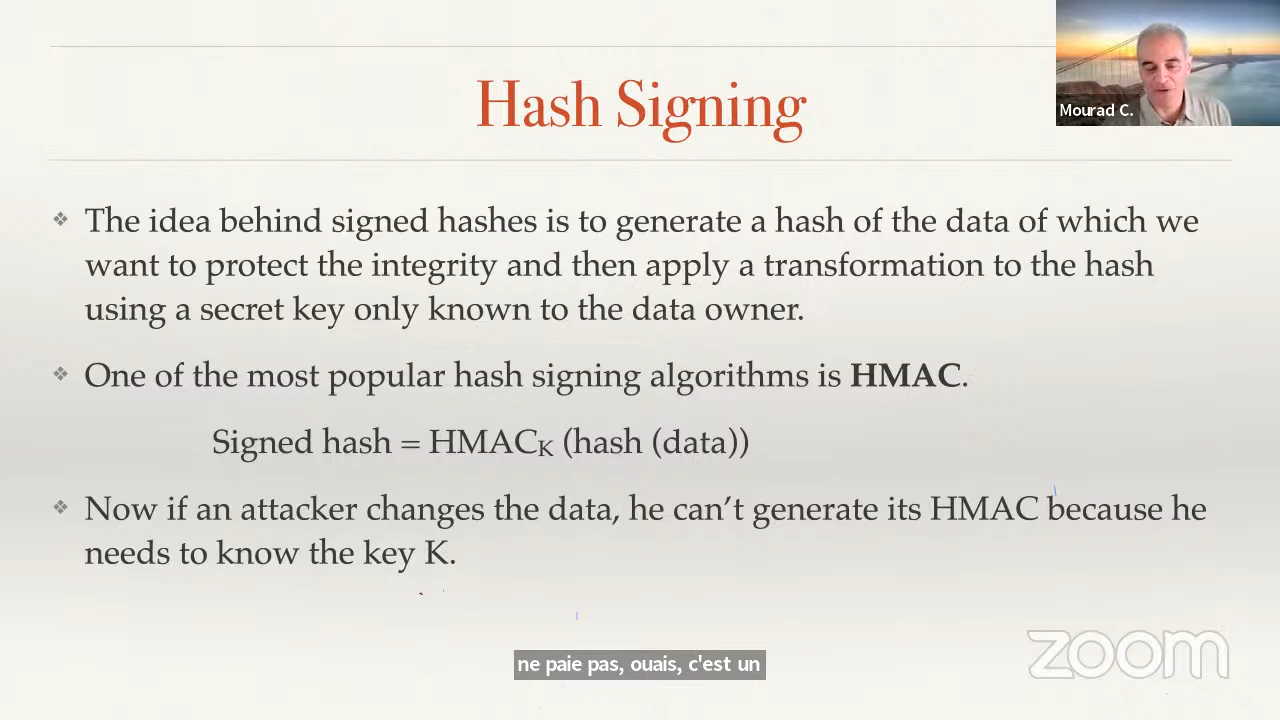 Hash Signing
Mourad C.
❖ The idea behind signed hashes is to generate a hash of the data of which we
want to protect the integrity and then apply a transformation to the hash
using a secret key only known to the data owner.
❖ One of the most popular hash signing algorithms is HMAC.
Signed hash = HMACK (hash (data))
❖ Now if an attacker changes the data, he can’t generate its HMAC because he
needs to know the key K.
zoom
ne paie pas, ouais, c'est un